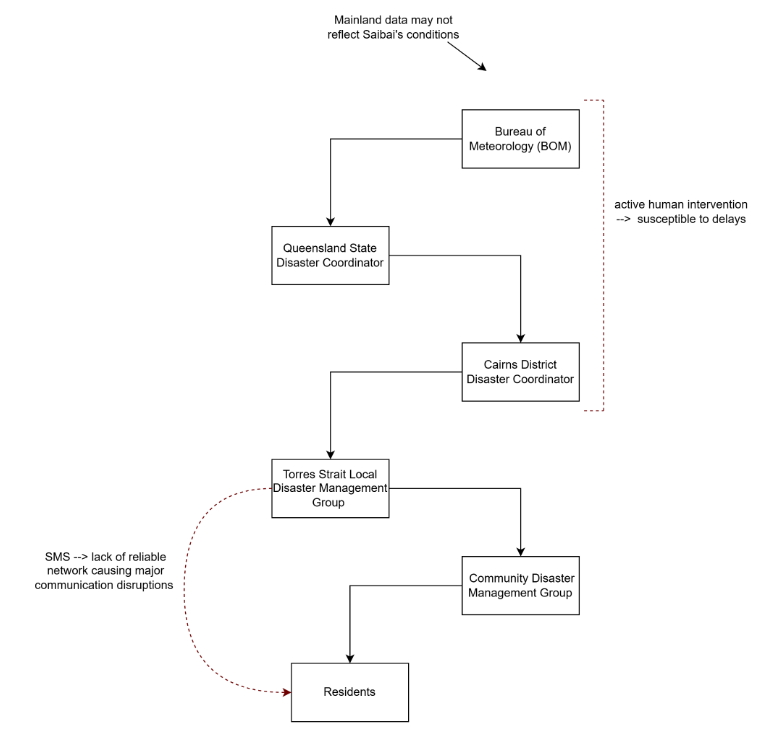 Mainland data may not
reflect Saibai's conditions
Bureau of
Meteorology (BOM)
active human intervention
--> susceptible to delays
Queensland State
Disaster Coordinator
Cairns District
Disaster Coordinator
Torres Strait Local
Disaster Management
Group
SMS --> lack of reliable
network causing major
communication disruptions
Community Disaster
Management Group
Residents